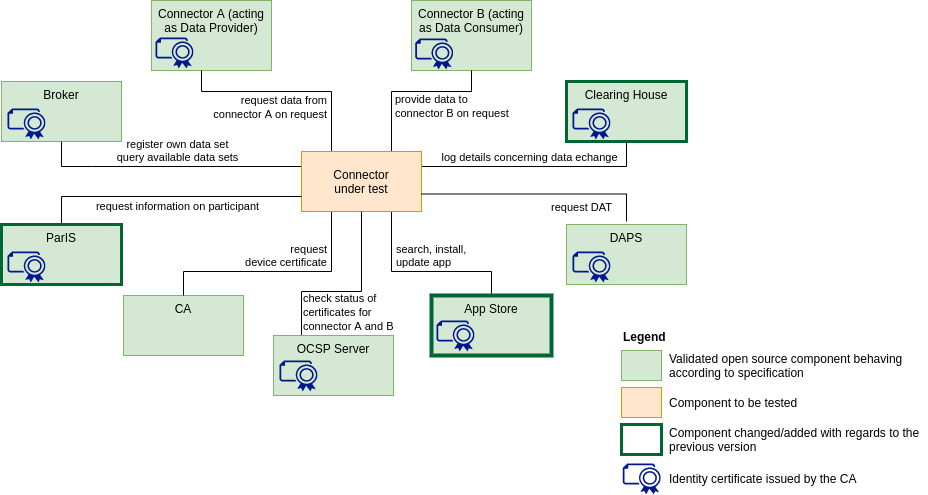 Connector A (acting
as Data Provider)
Connector B (acting
as Data Consumer)
Broker
request data from
connector A on request
provide data to
connector B on request
Clearing House
register own data set
query available data sets
log details concerning data echange
Connector
under test
request information on participant
request DAT
ParIS
request
device certificate
search, install,
update app
DAPS
CA
check status of
certificates for
connector A and B
App Store
OCSP Server
Legend
Validated open source component behaving
according to specification
Component to be tested
Component changed/added with regards to the
previous version
Identity certificate issued by the CA